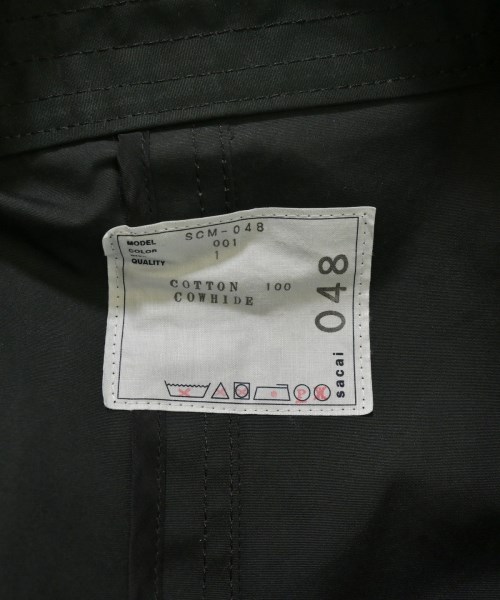 MODEL SCM-048
COLOR 001
1
QUALITY
COTTON 100
COWHIDE
048
sacai
P